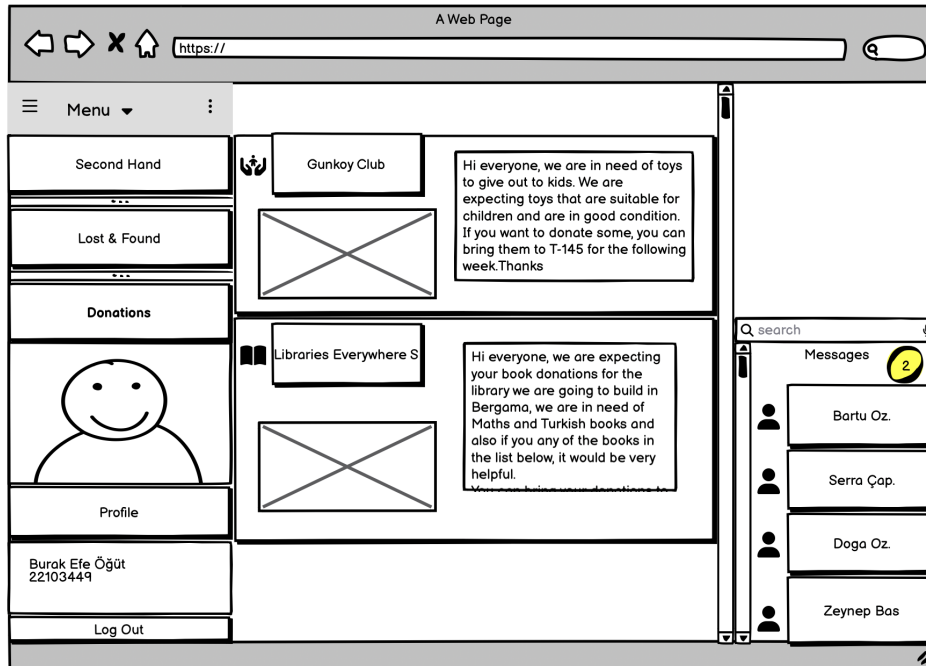 A Web Page
https://
Menu
Second Hand
Lost & Found
Donations
Profile
Burak Efe Öğüt
22103449
Log Out
Gunkoy Club
Hi everyone, we are in need of toys
to give out to kids. We are
expecting toys that are suitable for
children and are in good condition.
If you want to donate some, you can
bring them to T-145 for the following
week.Thanks
Libraries Everywhere S
Hi everyone, we are expecting
your book donations for the
library we are going to build in
Bergama, we are in need of
Maths and Turkish books and
also if you any of the books in
the list below, it would be very
helpful.
You can bring your donations to
search
Messages
2
Bartu Oz.
Serra Çap.
Doga Oz.
Zeynep Bas